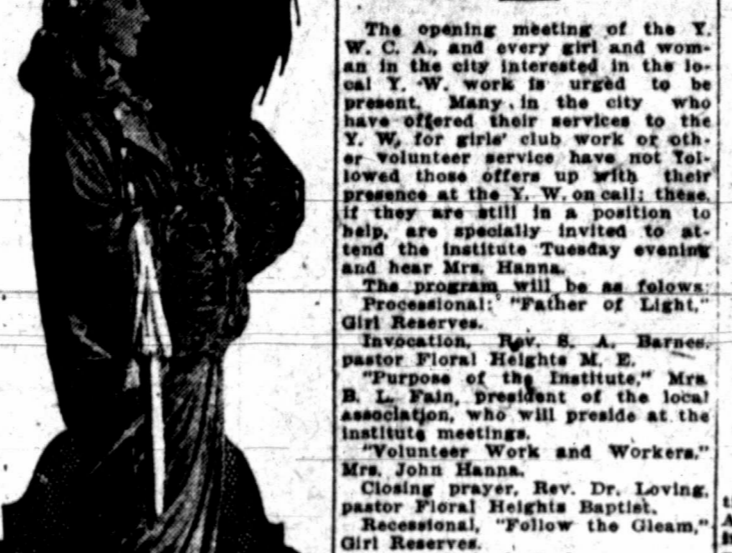 The opening meeting of the Y.
W. C. A., and every girl and wom-
an in the city interested in the lo-
cal Y. W. work is urged to be
present. Many in the city who
have offered their services to the
Y. W. for girls' club work or oth-
er volunteer service have not fol-
lowed those offers up with their
presence at the Y. W. on call; these,
if they are still in a position to
help, are specially invited to at-
tend the institute Tuesday evening
and hear Mrs. Hanna.
The program will be as folows:
Processional: "Father of Light,"
Girl Reserves.
Invocation, Rev. S. A. Barnes,
pastor Floral Heights M. E.
"Purpose of the Institute," Mrs
B. L. Fain, president of the local
association, who will preside at the
institute meetings.
"Volunteer Work and Workers,"
Mrs. John Hanna.
Closing prayer, Rev. Dr. Loving,
pastor Floral Heights Baptist.
Recessional, "Follow the Gleam,"
Girl Reserves.